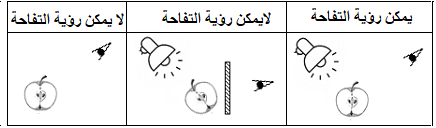 يمكن رؤية التفاحة
لايمكن رؤية التفاحة
لا يمكن رؤية التفاحة